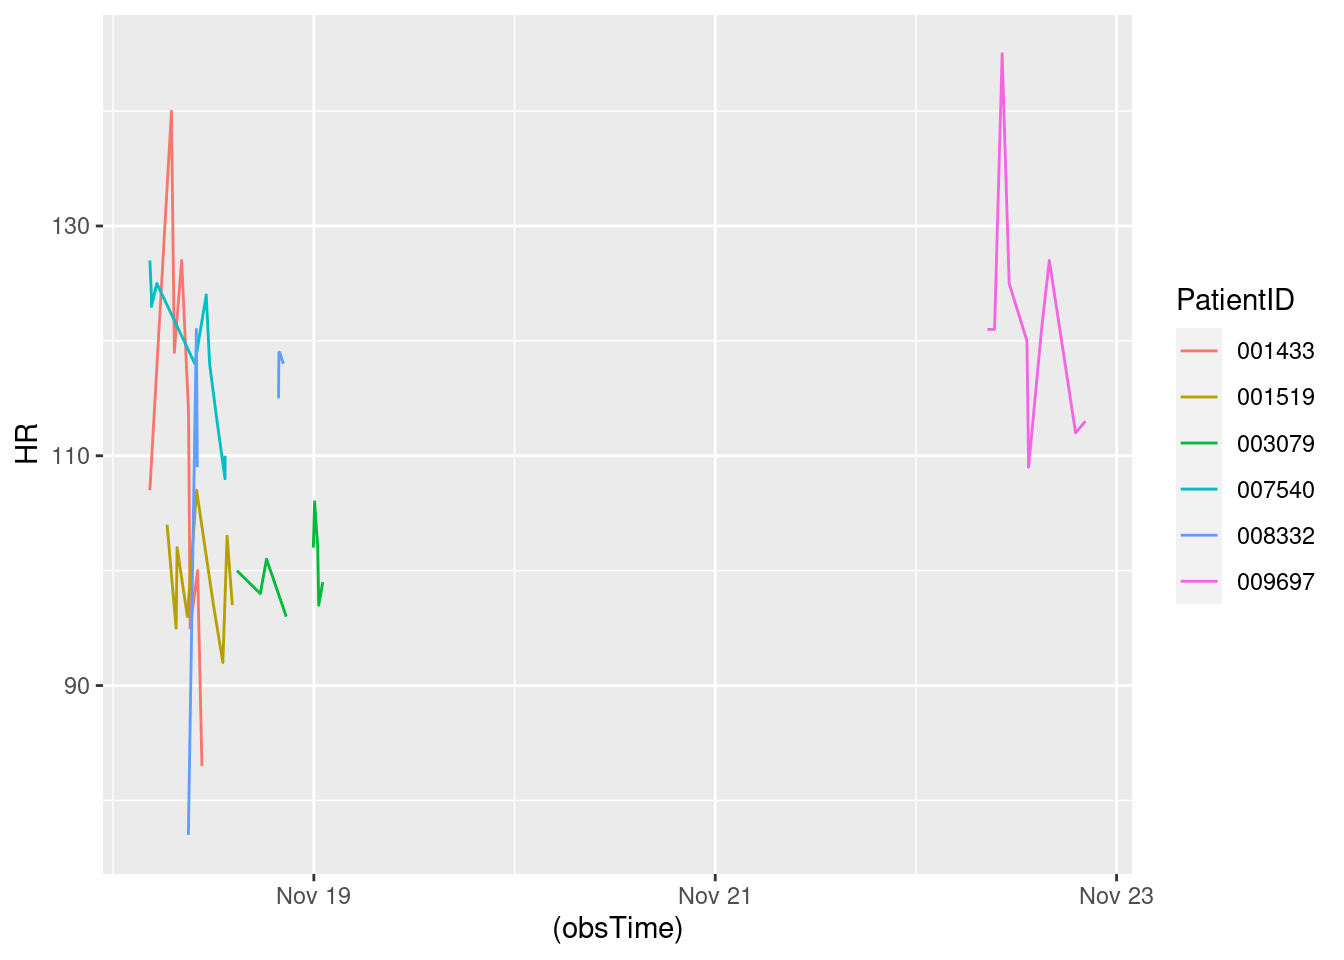 HR
130
110
90
Nov 19
Nov 21
Nov 23
(obsTime)
PatientID
001433
001519
003079
007540
008332
009697